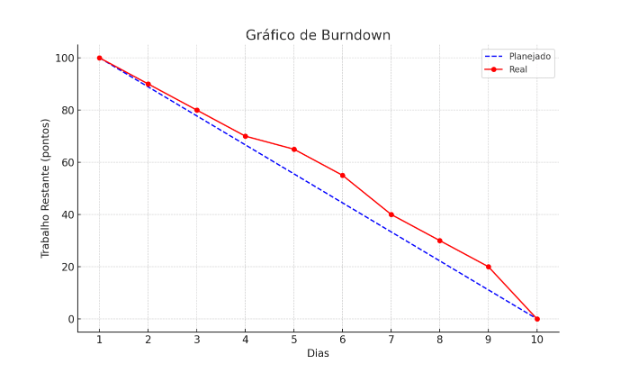 Gráfico de Burndown
Planejado
Real
Trabalho Restante (pontos)
100
80
60
40
20
0
1 2 3 4 5 6 7 8 9 10
Dias